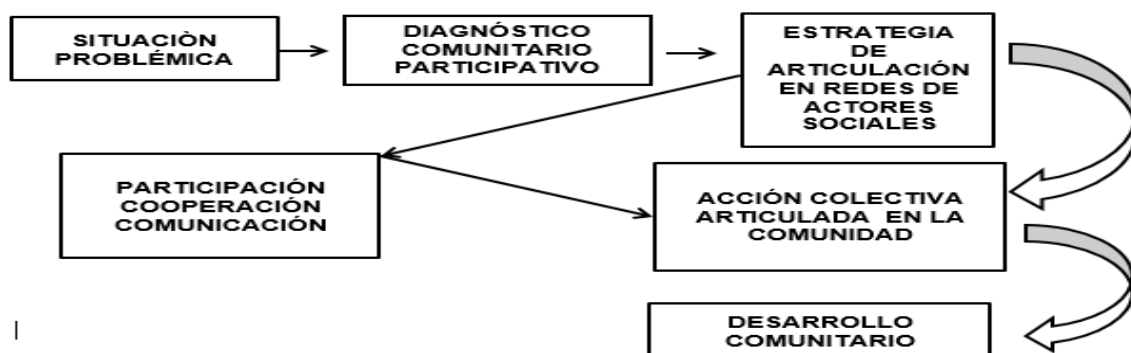 SITUACIÒN
PROBLÉMICA
DIAGNÓSTICO
COMUNITARIO
PARTICIPATIVO
ESTRATEGIA
DE
ARTICULACIÓN
EN REDES DE
ACTORES
SOCIALES
PARTICIPACIÓN
COOPERACIÓN
COMUNICACIÓN
ACCIÓN COLECTIVA
ARTICULADA EN LA
COMUNIDAD
DESARROLLO
COMUNITARIO